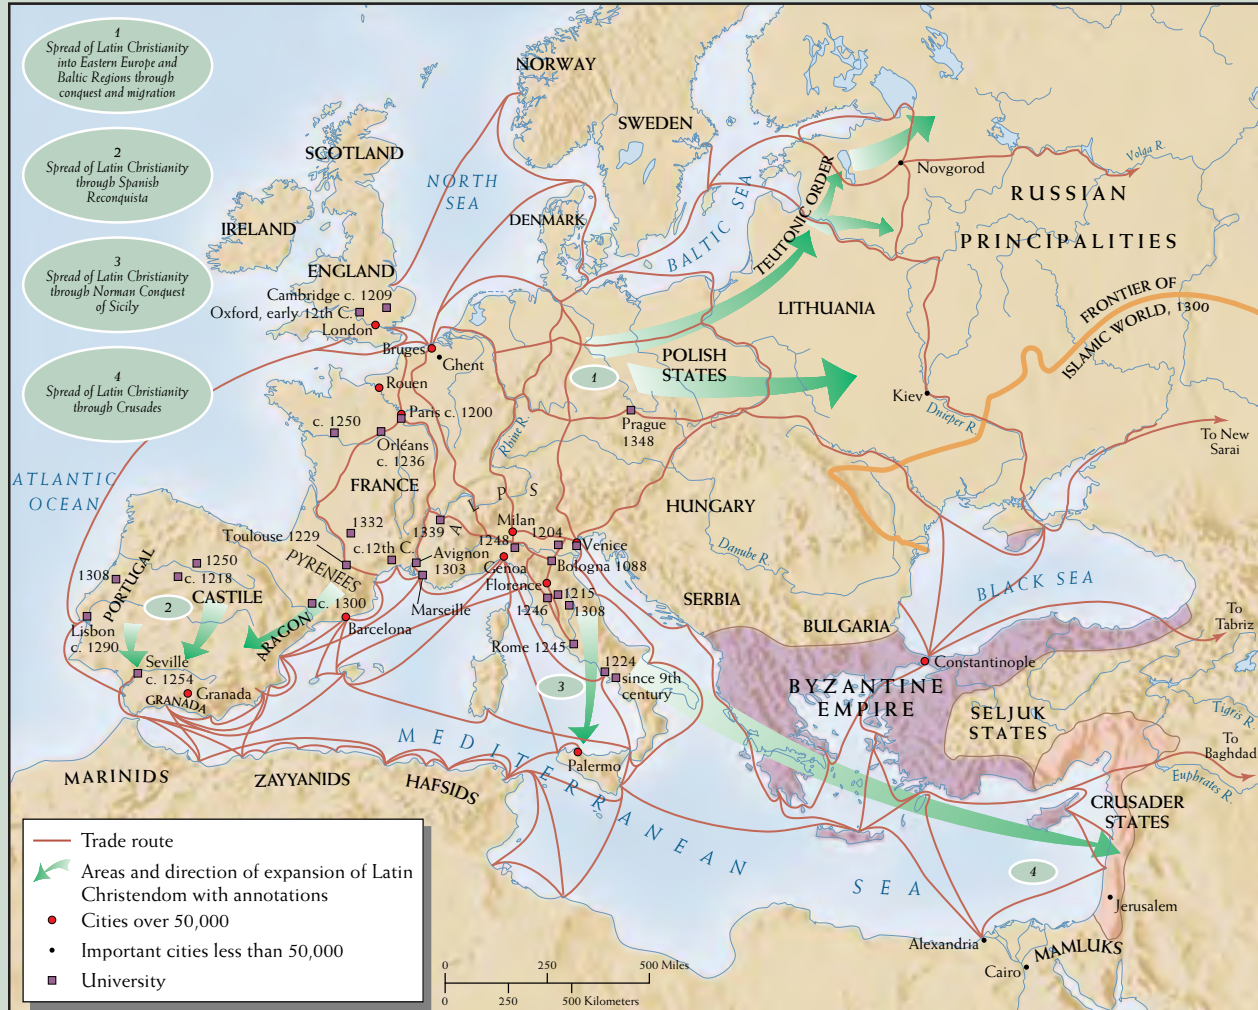 1
Spread of Latin Christianity
into Eastern Europe and
Baltic Regions through
conquest and migration
2
Spread of Latin Christianity
through Spanish
Reconquista
3
Spread of Latin Christianity
through Norman Conquest
of Sicily
4
Spread of Latin Christianity
through Crusades
NORWAY
SWEDEN
SCOTLAND
NORTH
SEA
IRELAND
DENMARK
ENGLAND
BALTIC SEA
TEUTONIC ORDER
Novgorod
Volga R.
RUSSIAN
PRINCIPALITIES
LITHUANIA
FRONTIER OF
ISLAMIC WORLD, 1300
Cambridge c. 1209
Oxford, early 12th C.
London
Bruges
Ghent
Rouen
Paris c. 1200
c. 1250
Orléans
c. 1236
FRANCE
Rhine R.
1
POLISH
STATES
Prague
1348
Kiev
Dnieper R.
To New
Sarai
ATLANTIC
OCEAN
ALPS
HUNGARY
Danube R.
Milan
1204
1248
Venice
Genoa
Bologna 1088
Florence
1215
1246
1308
1332
1339
Toulouse 1229
c.12th C.
Avignon
1303
PYRENEES
Marseille
PORTUGAL
1308
1250
c. 1218
CASTILE
2
c. 1300
ARAGON
Barcelona
Lisbon
c. 1290
Seville
c. 1254
Granada
GRANADA
Rome 1245
1224
since 9th
century
3
Palermo
SERBIA
BULGARIA
BLACK SEA
Constantinople
BYZANTINE
EMPIRE
SELJUK
STATES
To
Tabriz
Tigris R.
To
Baghdad
Euphrates R.
CRUSADER
STATES
MEDITERRANEAN
SEA
4
MARINIDS
ZAYYANIDS
HAFSIDS
Jerusalem
Alexandria
Cairo
MAMLUKS
Trade route
Areas and direction of expansion of Latin
Christendom with annotations
Cities over 50,000
Important cities less than 50,000
University
0 250 500 Miles
0 250 500 Kilometers